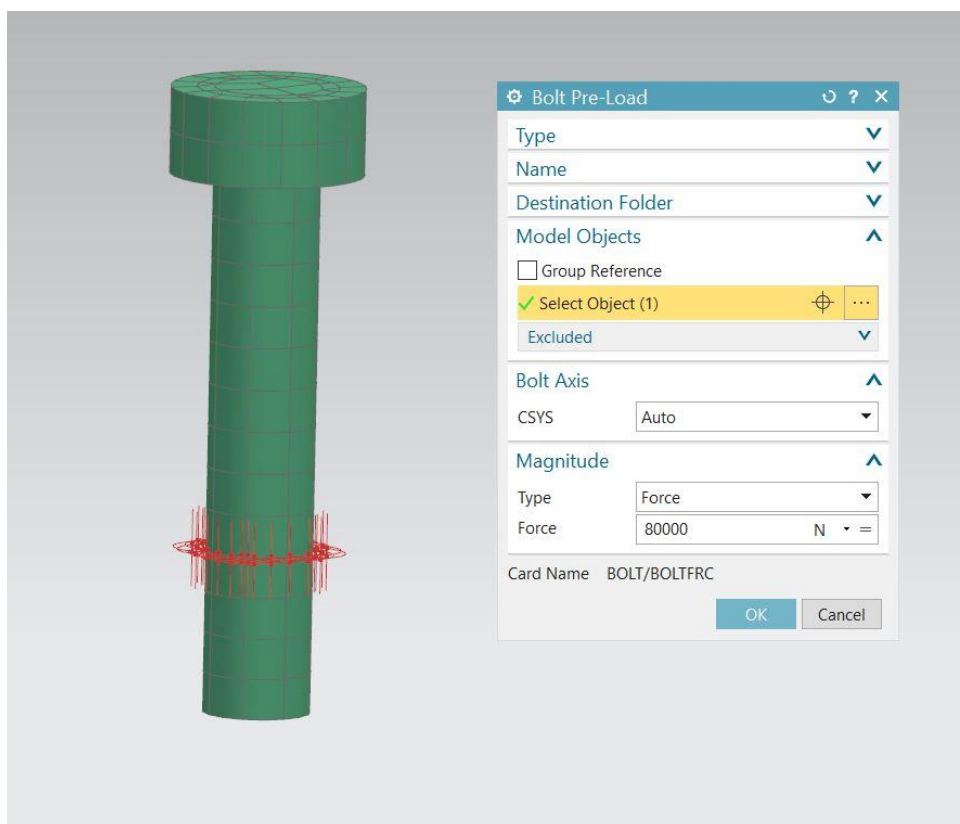 Bolt Pre-Load ?
Type
Name
Destination Folder
Model Objects
Group Reference
Select Object (1) ...
Excluded
Bolt Axis
CSYS Auto
Magnitude
Type Force
Force 80000 N =
Card Name BOLT/BOLTFRC
OK Cancel